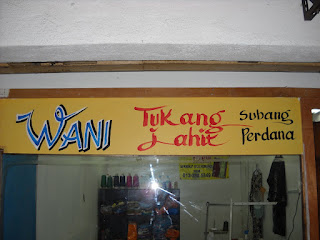 WANI
Tukang
Jahit
Subang
Perdana